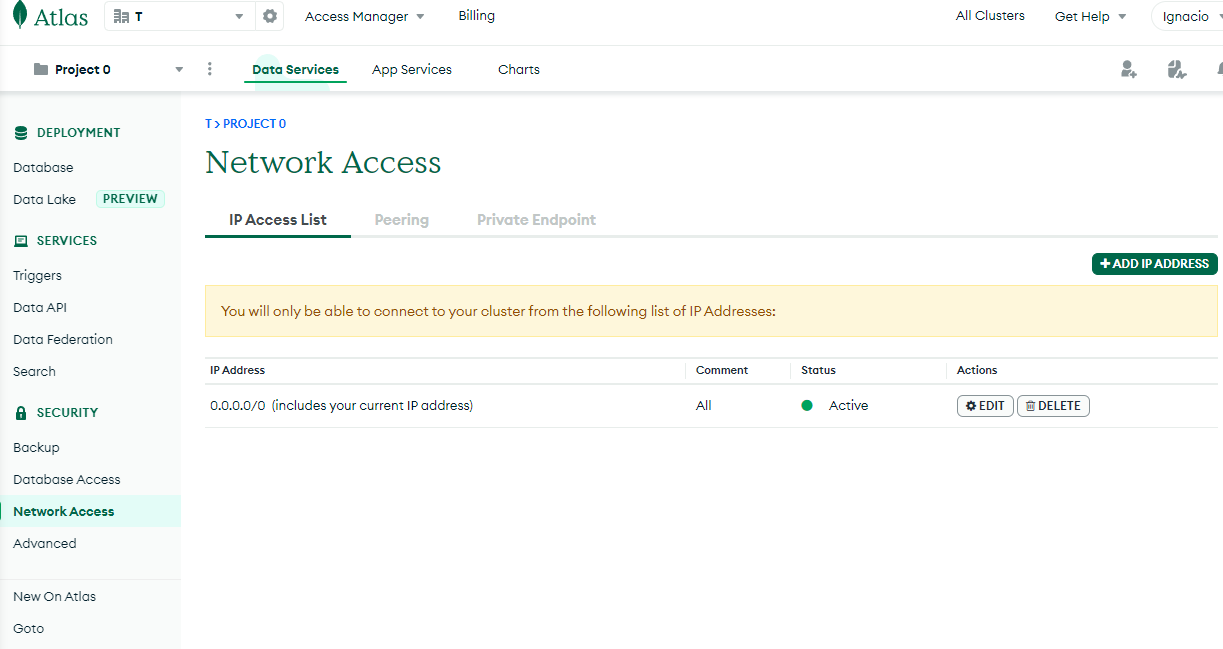 Atlas T Access Manager Billing All Clusters Get Help Ignacio
Project 0 Data Services App Services Charts
DEPLOYMENT
Database
Data Lake PREVIEW
SERVICES
Triggers
Data API
Data Federation
Search
SECURITY
Backup
Database Access
Network Access
Advanced
New On Atlas
Goto
T > PROJECT 0
Network Access
IP Access List Peering Private Endpoint
+ ADD IP ADDRESS
You will only be able to connect to your cluster from the following list of IP Addresses:
IP Address Comment Status Actions
0.0.0.0/0 (includes your current IP address) All Active EDIT DELETE